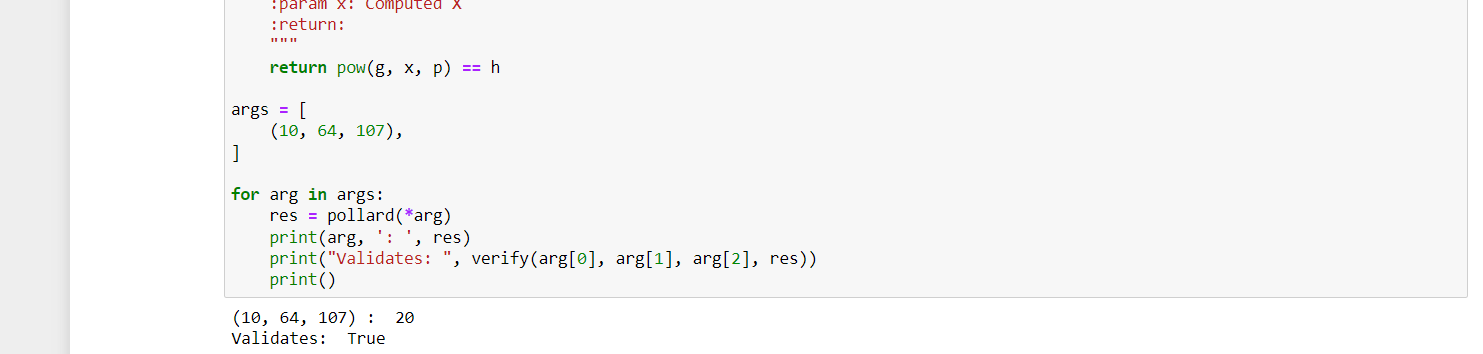 :param x: Computed X
:return:
"""
return pow(g, x, p) == h
args = [
(10, 64, 107),
]
for arg in args:
res = pollard(*arg)
print(arg, ': ', res)
print("Validates: ", verify(arg[0], arg[1], arg[2], res))
print()
(10, 64, 107) :  20
Validates:  True